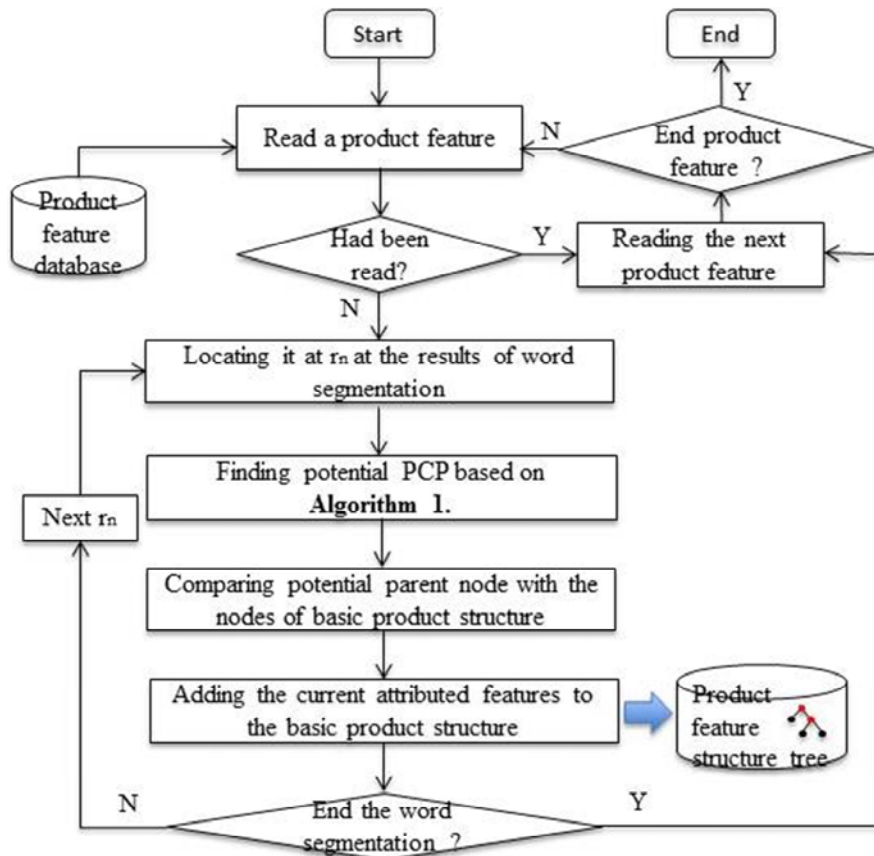 Start
End
Y
Read a product feature
N
End product
feature ?
Product
feature
database
Had been
read?
Y
Reading the next
product feature
N
Locating it at rn at the results of word
segmentation
Finding potential PCP based on
Algorithm 1.
Next rn
Comparing potential parent node with the
nodes of basic product structure
Adding the current attributed features to
the basic product structure
Product
feature
structure tree
N
End the word
segmentation ?
Y